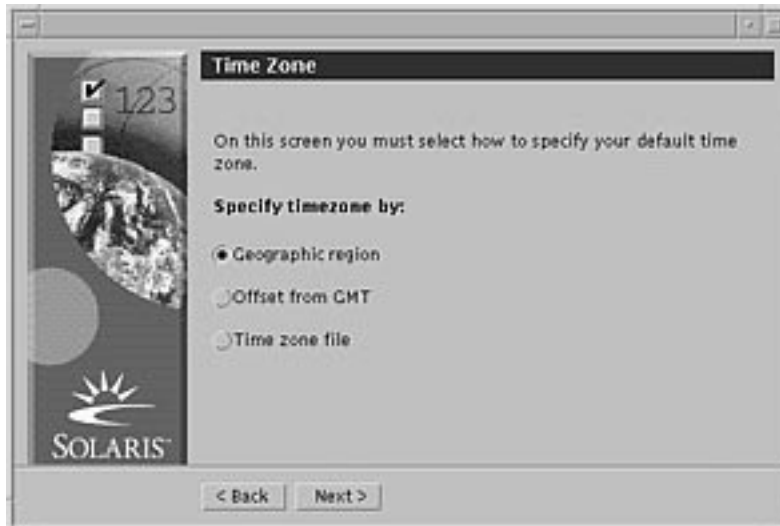 Time Zone
123
On this screen you must select how to specify your default time
zone.
Specify timezone by:
Geographic region
Offset from GMT
Time zone file
SOLARIS™
< Back
Next >